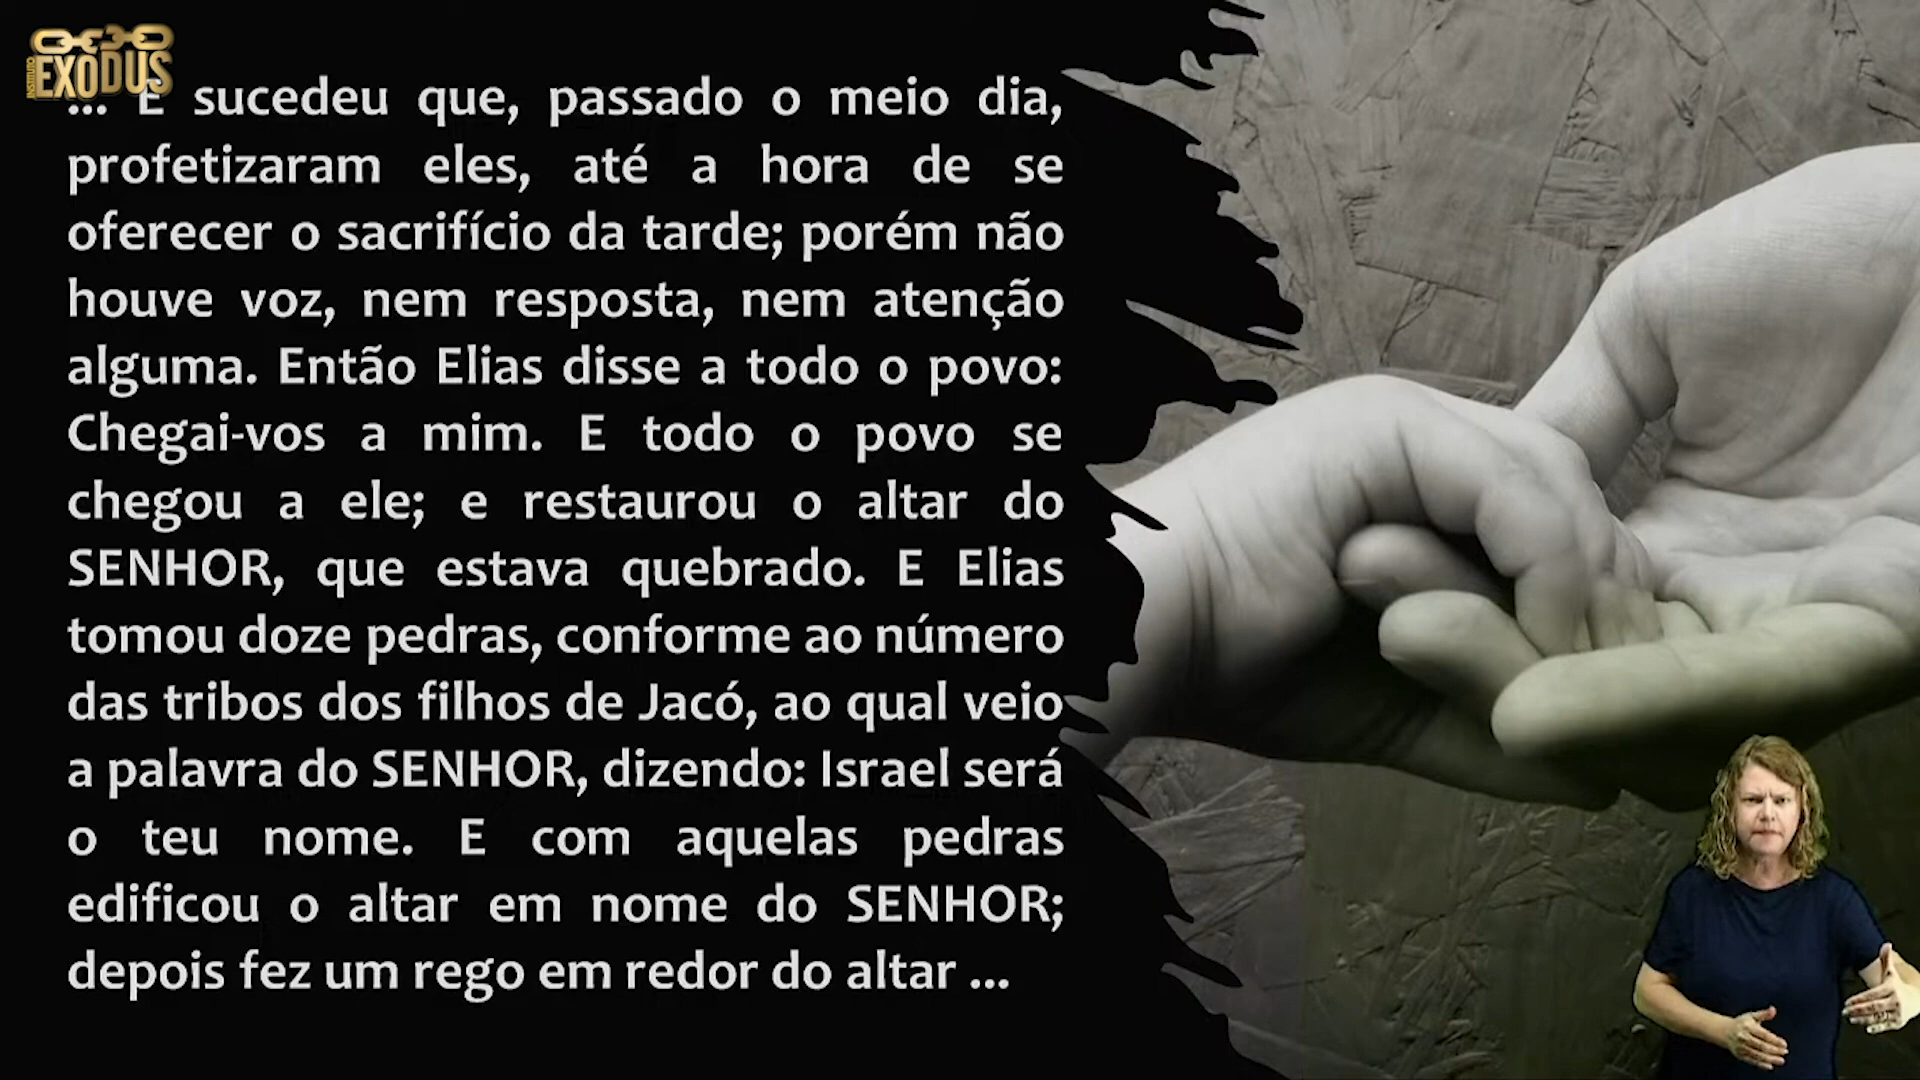 INSTITUTO
EXODUS
... E sucedeu que, passado o meio dia,
profetizaram eles, até a hora de se
oferecer o sacrifício da tarde; porém não
houve voz, nem resposta, nem atenção
alguma. Então Elias disse a todo o povo:
Chegai-vos a mim. E todo o povo se
chegou a ele; e restaurou o altar do
SENHOR, que estava quebrado. E Elias
tomou doze pedras, conforme ao número
das tribos dos filhos de Jacó, ao qual veio
a palavra do SENHOR, dizendo: Israel será
o teu nome. E com aquelas pedras
edificou o altar em nome do SENHOR;
depois fez um rego em redor do altar ...